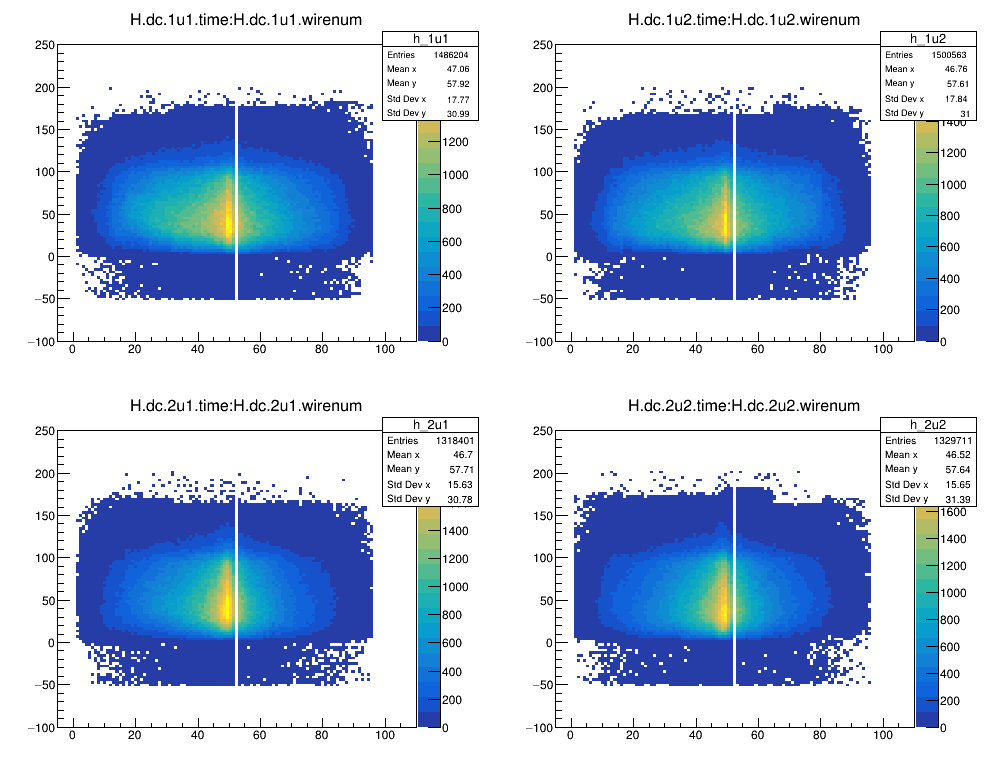 H.dc.1u1.time:H.dc.1u1.wirenum
h_1u1
Entries 1486204
Mean x 47.06
Mean y 57.92
Std Dev x 17.77
Std Dev y 30.99
250
200
150
100
50
0
−50
−100
0 20 40 60 80 100
1200
1000
800
600
400
200
0
H.dc.1u2.time:H.dc.1u2.wirenum
h_1u2
Entries 1500563
Mean x 46.76
Mean y 57.61
Std Dev x 17.84
Std Dev y 31
250
200
150
100
50
0
−50
−100
0 20 40 60 80 100
1400
1200
1000
800
600
400
200
0
H.dc.2u1.time:H.dc.2u1.wirenum
h_2u1
Entries 1318401
Mean x 46.7
Mean y 57.71
Std Dev x 15.63
Std Dev y 30.78
250
200
150
100
50
0
−50
−100
0 20 40 60 80 100
1400
1200
1000
800
600
400
200
0
H.dc.2u2.time:H.dc.2u2.wirenum
h_2u2
Entries 1329711
Mean x 46.52
Mean y 57.64
Std Dev x 15.65
Std Dev y 31.39
250
200
150
100
50
0
−50
−100
0 20 40 60 80 100
1600
1400
1200
1000
800
600
400
200
0